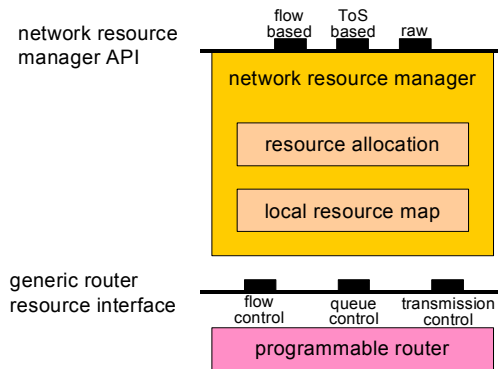 network resource
manager API
flow
based
ToS
based
raw
network resource manager
resource allocation
local resource map
generic router
resource interface
flow
control
queue
control
transmission
control
programmable router